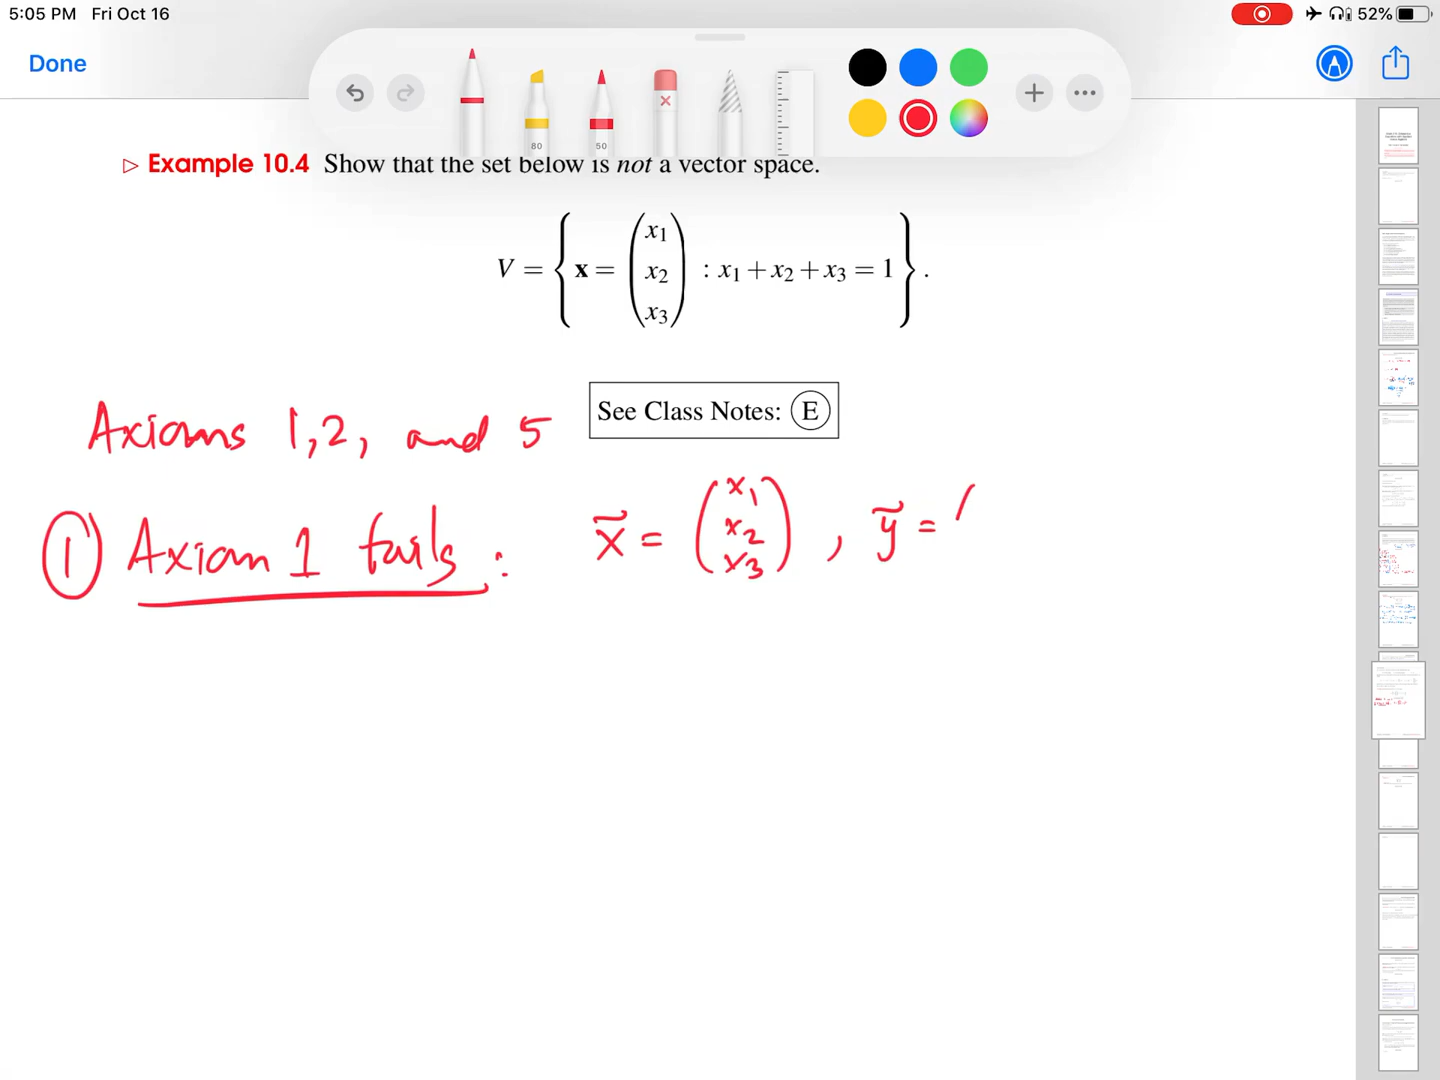 5:05 PM Fri Oct 16
52%
Done
80
50
▷ Example 10.4 Show that the set below is not a vector space.
V = { x = ( x₁ x₂ x₃ ) : x₁ + x₂ + x₃ = 1 } .
See Class Notes: Ⓔ
Axioms 1, 2, and 5
① Axiom 1 fails : x̃ = ( x₁ x₂ x₃ ) , ỹ = (